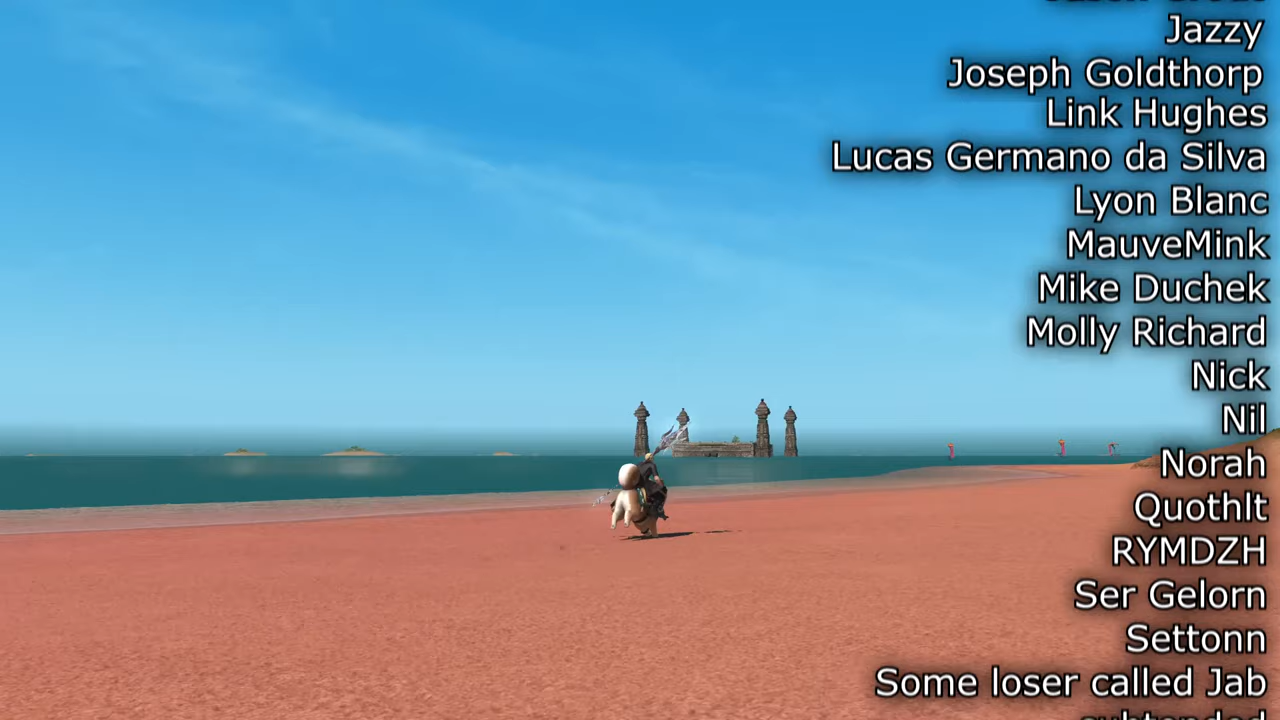 Jazzy
Joseph Goldthorp
Link Hughes
Lucas Germano da Silva
Lyon Blanc
MauveMink
Mike Duchek
Molly Richard
Nick
Nil
Norah
QuothIt
RYMDZH
Ser Gelorn
Settonn
Some loser called Jab
subtended